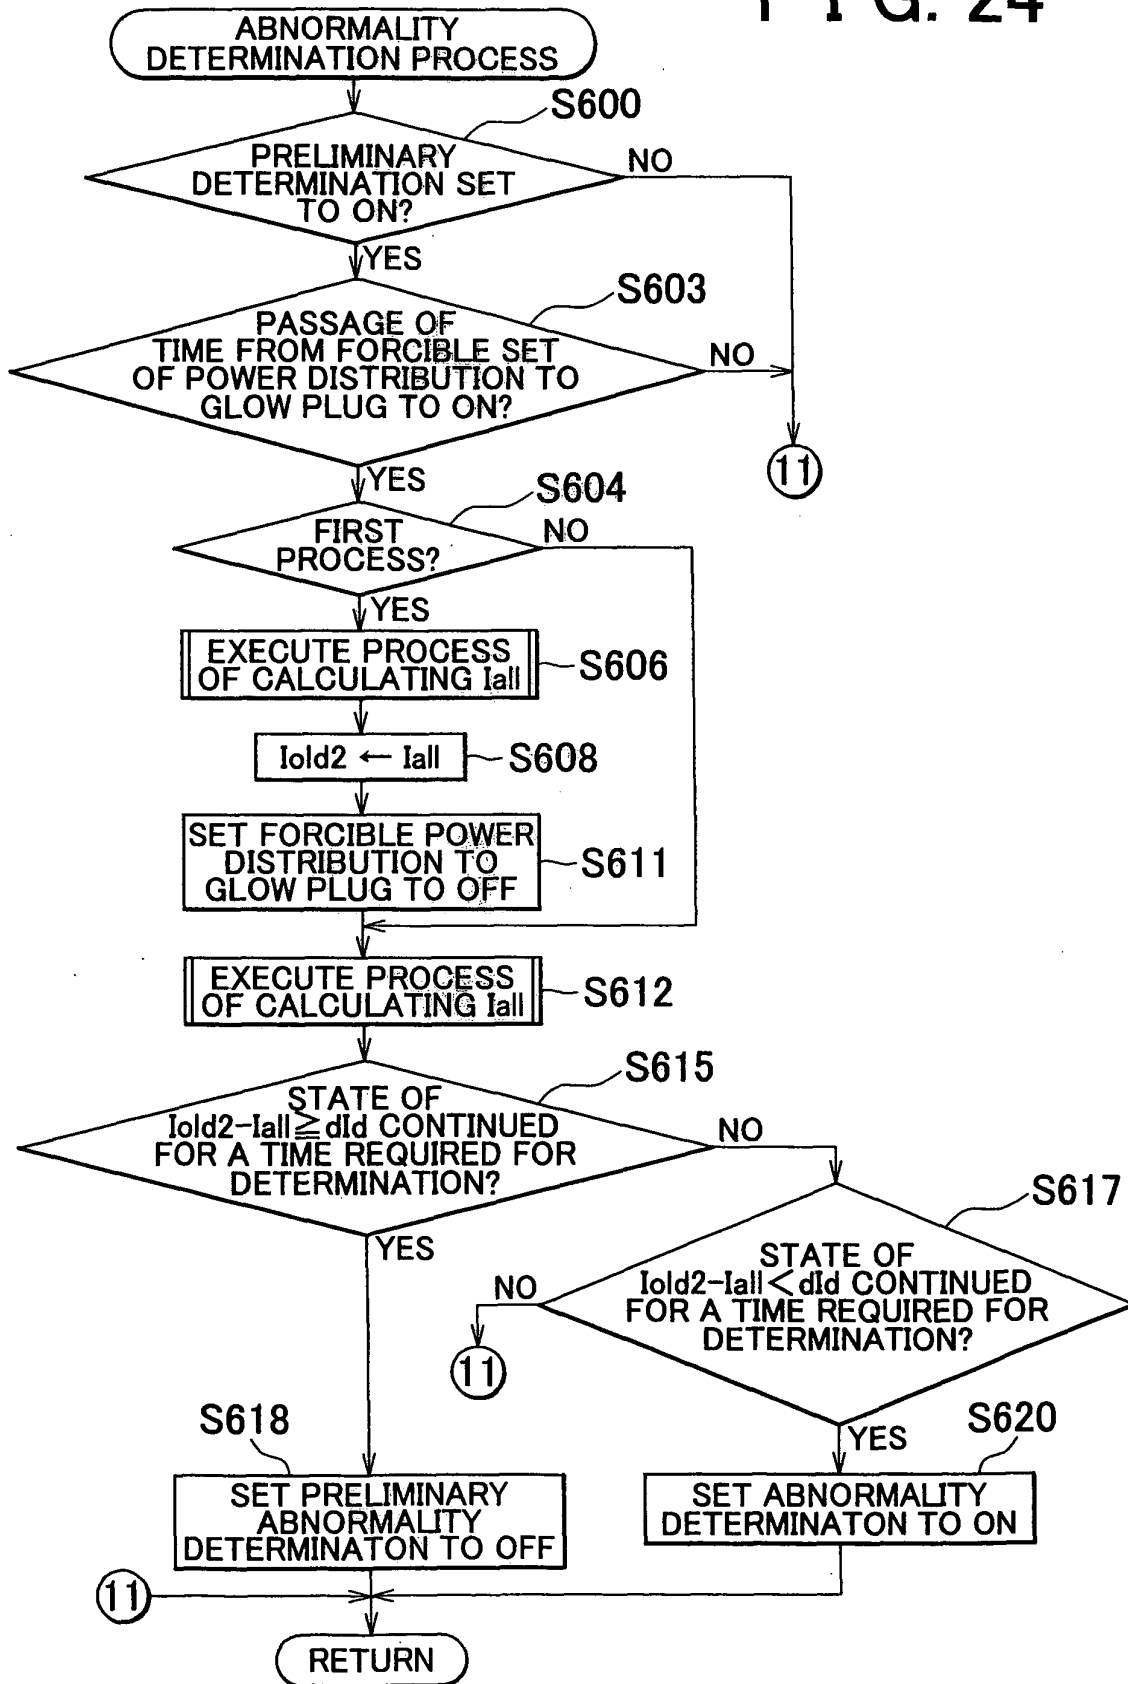 FIG. 24
ABNORMALITY
DETERMINATION PROCESS
S600
PRELIMINARY
DETERMINATION SET
TO ON?
NO
YES
S603
PASSAGE OF
TIME FROM FORCIBLE SET
OF POWER DISTRIBUTION TO
GLOW PLUG TO ON?
NO
11
YES
S604
FIRST
PROCESS?
NO
YES
EXECUTE PROCESS
OF CALCULATING Iall
S606
Iold2 ← Iall
S608
SET FORCIBLE POWER
DISTRIBUTION TO
GLOW PLUG TO OFF
S611
EXECUTE PROCESS
OF CALCULATING Iall
S612
S615
STATE OF
Iold2-Iall≧dId CONTINUED
FOR A TIME REQUIRED FOR
DETERMINATION?
NO
YES
S617
STATE OF
Iold2-Iall<dId CONTINUED
FOR A TIME REQUIRED FOR
DETERMINATION?
NO
11
YES
S618
SET PRELIMINARY
ABNORMALITY
DETERMINATON TO OFF
S620
SET ABNORMALITY
DETERMINATON TO ON
11
RETURN